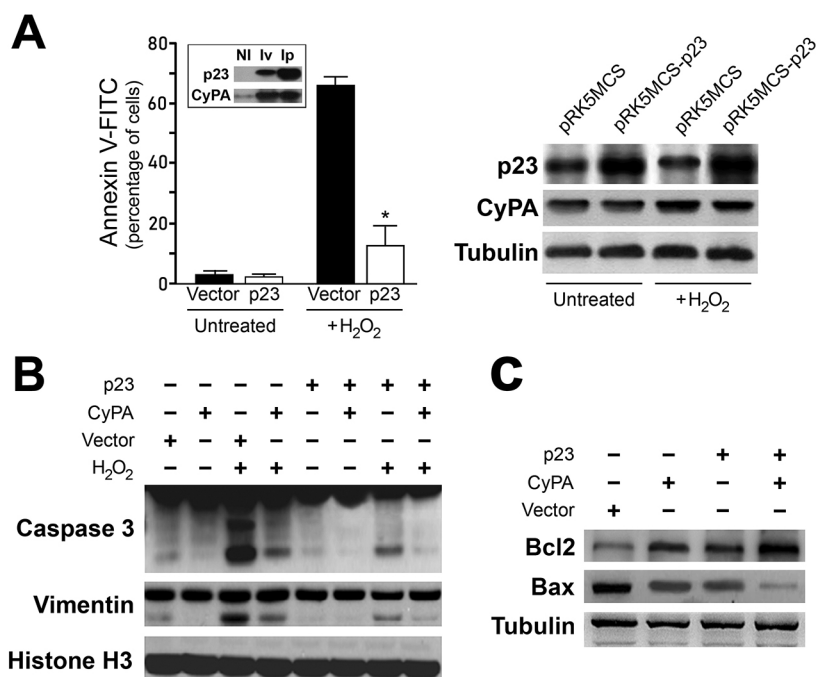 A
80
60
40
20
0
Annexin V-FITC
(percentage of cells)
NI Iv Ip
p23
CyPA
*
Vector p23 Vector p23
Untreated +H2O2
pRK5MCS pRK5MCS-p23 pRK5MCS pRK5MCS-p23
p23
CyPA
Tubulin
Untreated +H2O2
B
p23 – – – – + + + +
CyPA – + – + – + – +
Vector + – + – – – – –
H2O2 – – + + – – + +
Caspase 3
Vimentin
Histone H3
C
p23 – – + +
CyPA – + – +
Vector + – – –
Bcl2
Bax
Tubulin